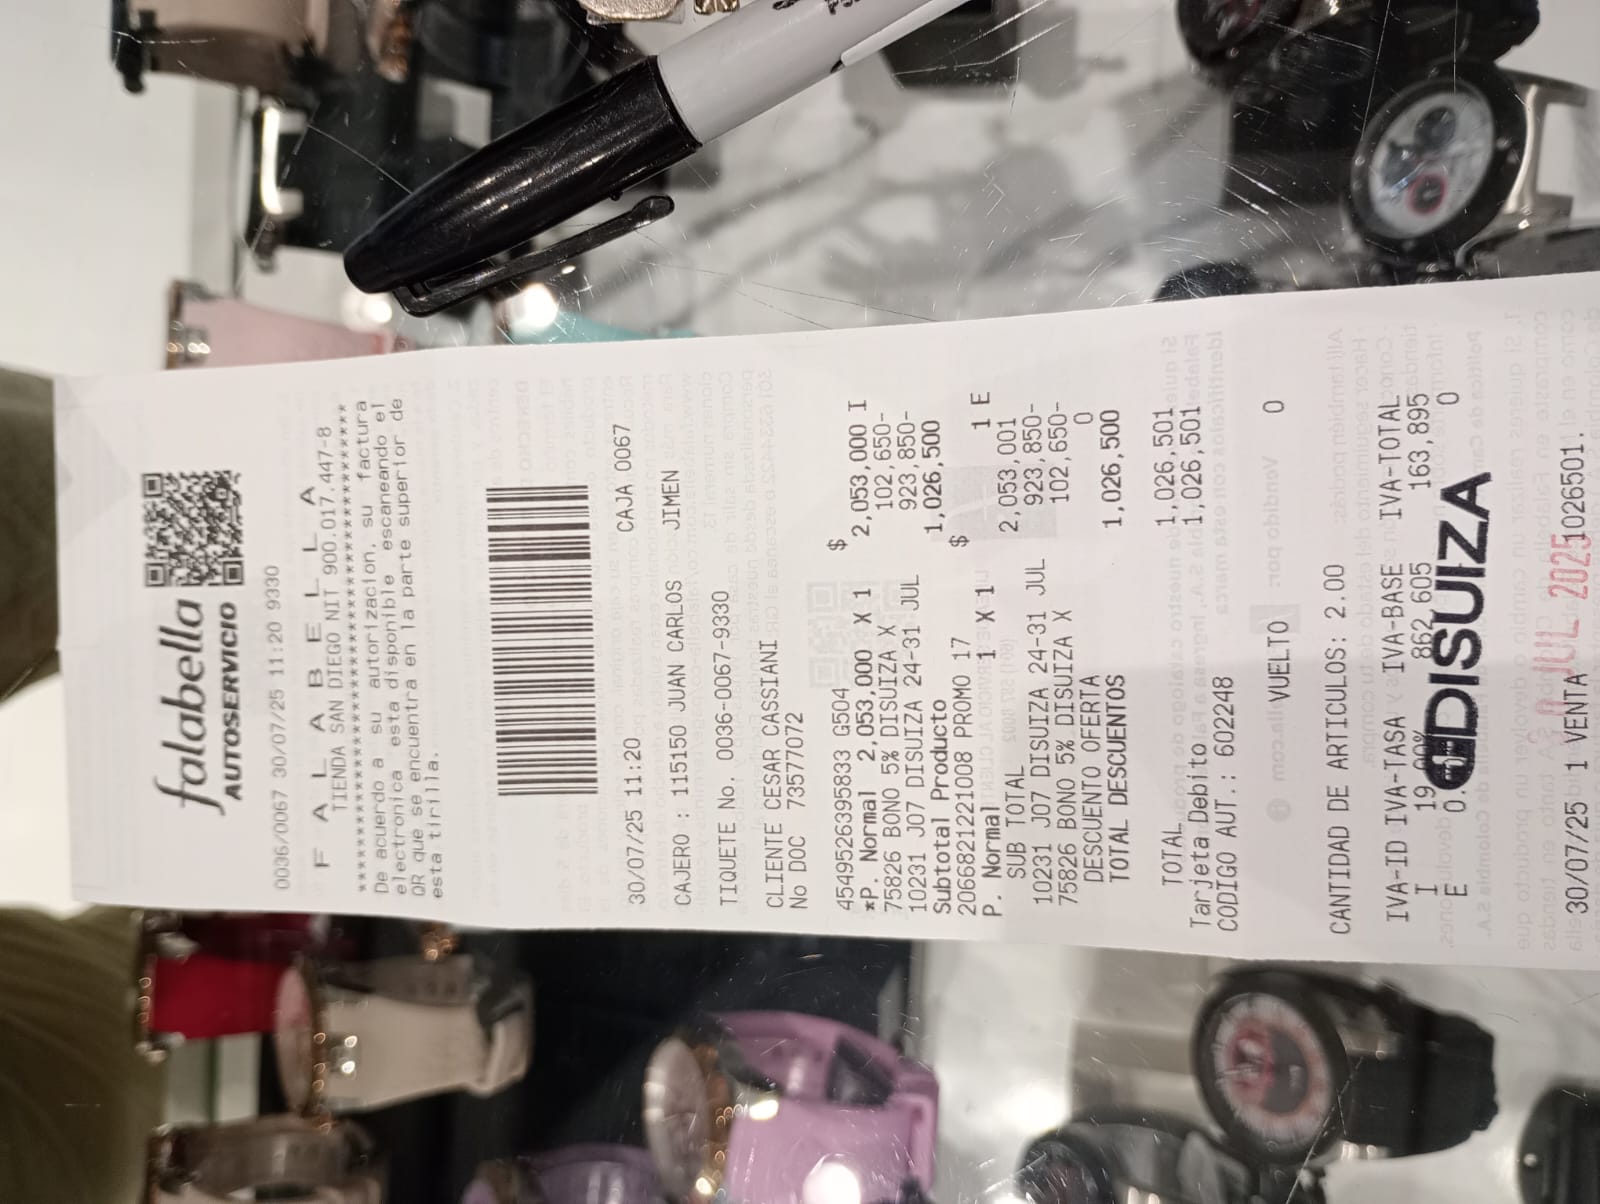 falabella
AUTOSERVICIO
0036/0067 30/07/25 11:20 9330
F A L A B E L L A
TIENDA SAN DIEGO NIT 900.017.447-8
De acuerdo a su autorizacion, su factura
electronica esta disponible escaneando el
QR que se encuentra en la parte superior de
esta tirilla.
30/07/25 11:20 CAJA 0067
CAJERO : 115150 JUAN CARLOS JIMEN
TIQUETE No. 0036-0067-9330
CLIENTE CESAR CASSIANI
No DOC 73577072
$
4549526395833 G504
*P. Normal 2,053,000 X 1 2,053,000 I
75826 BONO 5% DISUIZA X 102,650-
10231 JO7 DISUIZA 24-31 JUL 923,850-
Subtotal Producto 1,026,500
2066821221008 PROMO 17 $
P. Normal 1 X 1 1 E
SUB TOTAL 2,053,001
10231 JO7 DISUIZA 24-31 JUL 923,850-
75826 BONO 5% DISUIZA X 102,650-
DESCUENTO OFERTA 0
TOTAL DESCUENTOS 1,026,500
TOTAL 1,026,501
Tarjeta Debito 1,026,501
CODIGO AUT.: 602248
VUELTO 0
CANTIDAD DE ARTICULOS: 2.00
IVA-ID IVA-TASA IVA-BASE IVA-TOTAL
I 19.00% 862,605 163,895
E 0. 0
DISUIZA
JUL 2025
30/07/25 1 VENTA 1026501.